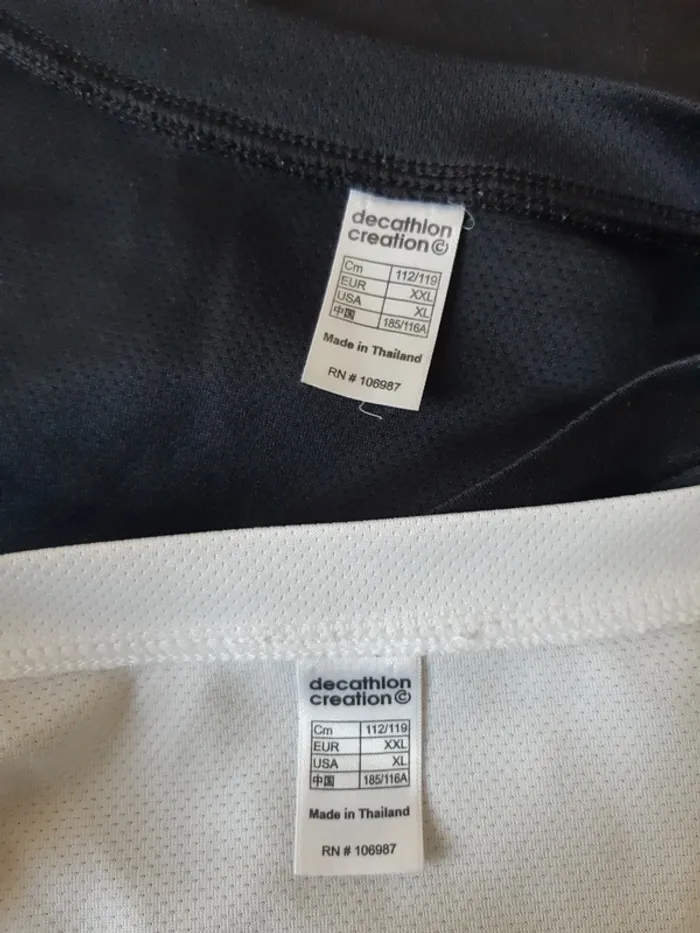 decathlon
creation ©
Cm 112/119
EUR XXL
USA XL
中国 185/116A
Made in Thailand
RN # 106987
decathlon
creation ©
Cm 112/119
EUR XXL
USA XL
中国 185/116A
Made in Thailand
RN # 106987